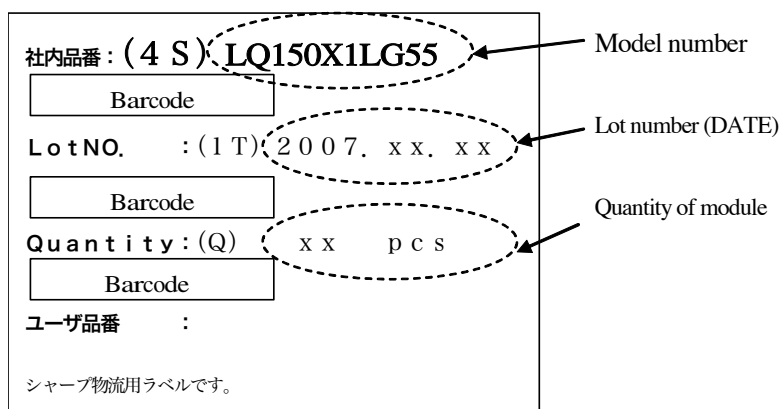 社内品番：(４Ｓ) LQ150X1LG55
Model number
Barcode
ＬｏｔＮＯ．　：(１Ｔ) ２００７．ｘｘ．ｘｘ
Lot number (DATE)
Barcode
Quantity of module
Ｑｕａｎｔｉｔｙ：(Q)　ｘｘ　ｐｃｓ
Barcode
ユーザ品番　：
シャープ物流用ラベルです。